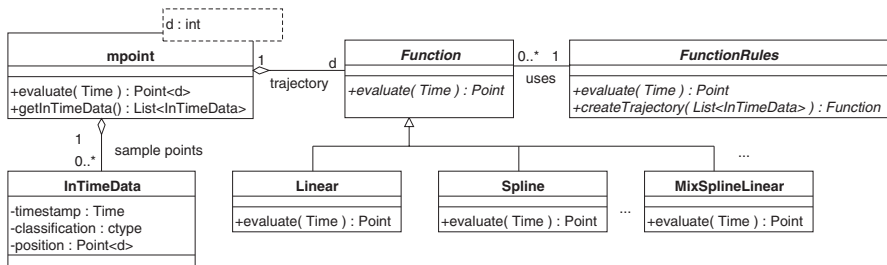 d : int
mpoint
+evaluate( Time ) : Point<d>
+getInTimeData() : List<InTimeData>
1
d
trajectory
Function
+evaluate( Time ) : Point
0..*
1
uses
FunctionRules
+evaluate( Time ) : Point
+createTrajectory( List<InTimeData> ) : Function
1
0..*
sample points
InTimeData
-timestamp : Time
-classification : ctype
-position : Point<d>
Linear
+evaluate( Time ) : Point
Spline
+evaluate( Time ) : Point
...
...
MixSplineLinear
+evaluate( Time ) : Point